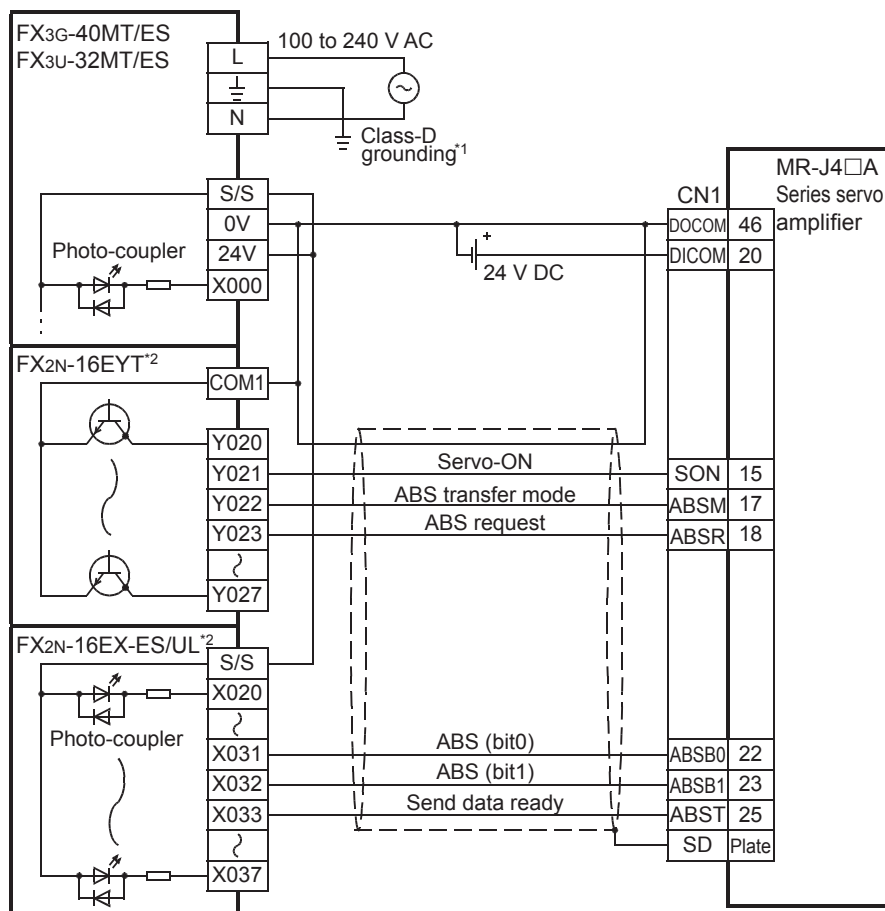 FX3G-40MT/ES
FX3U-32MT/ES
L
N
100 to 240 V AC
Class-D
grounding*1
S/S
0V
24V
X000
Photo-coupler
24 V DC
CN1
MR-J4□A
Series servo
amplifier
DOCOM 46
DICOM 20
FX2N-16EYT*2
COM1
Y020
Y021
Servo-ON
SON 15
Y022
ABS transfer mode
ABSM 17
Y023
ABS request
ABSR 18
Y027
FX2N-16EX-ES/UL*2
S/S
X020
Photo-coupler
X031
ABS (bit0)
ABSB0 22
X032
ABS (bit1)
ABSB1 23
X033
Send data ready
ABST 25
SD Plate
X037